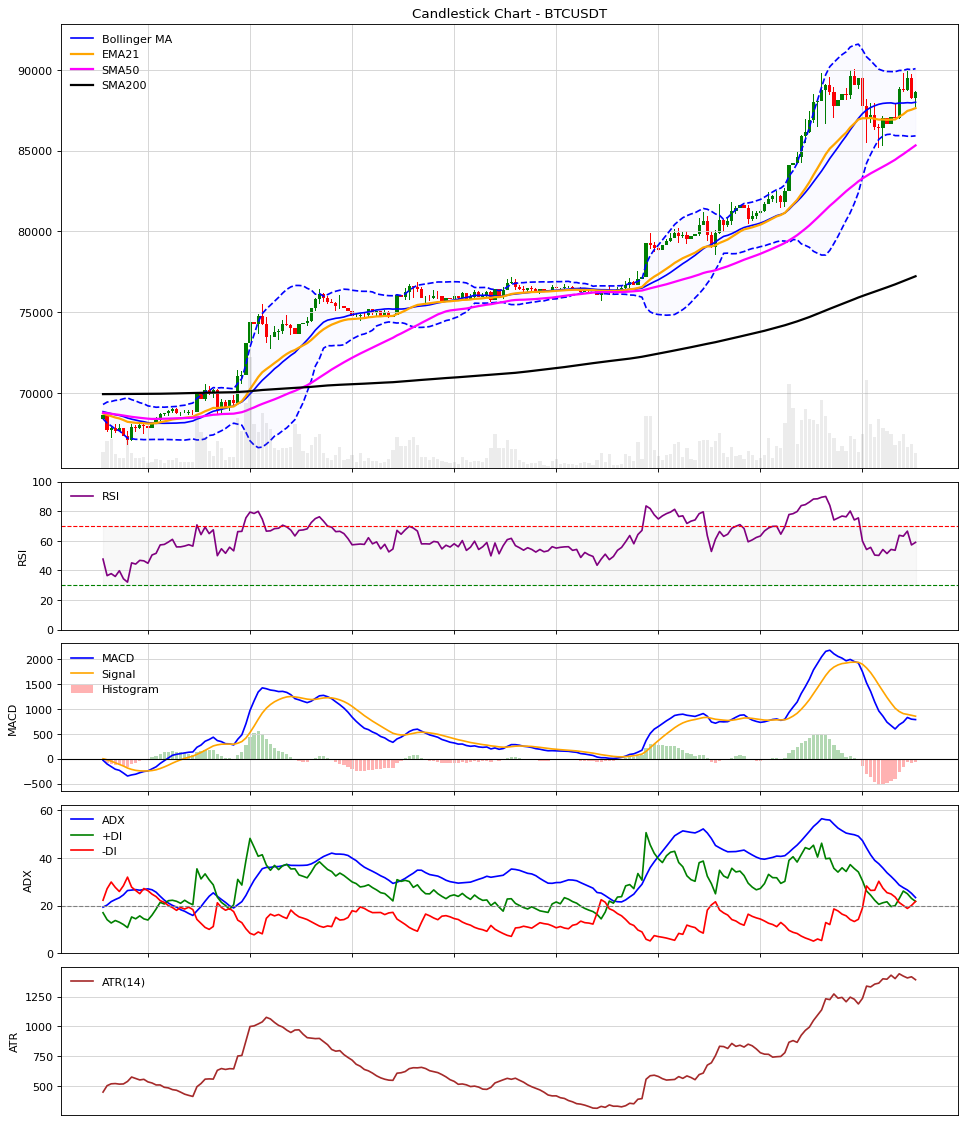 Candlestick Chart - BTCUSDT
Bollinger MA
EMA21
SMA50
SMA200
90000
85000
80000
75000
70000
RSI
RSI
100
80
60
40
20
0
MACD
Signal
Histogram
MACD
2000
1500
1000
500
0
−500
ADX
+DI
-DI
ADX
60
40
20
0
ATR(14)
ATR
1250
1000
750
500